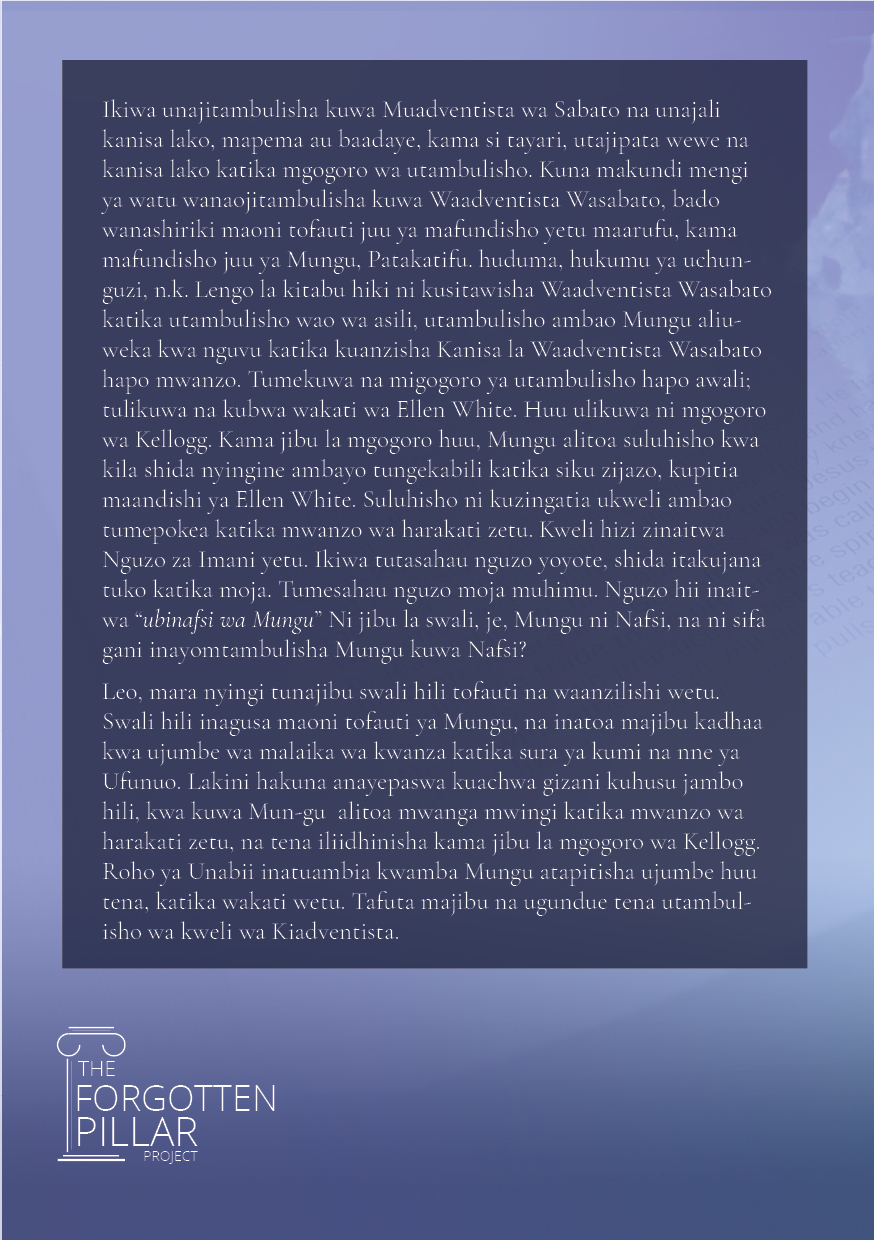 Ikiwa unajitambulisha kuwa Muadventista wa Sabato na unajali
kanisa lako, mapema au baadaye, kama si tayari, utajipata wewe na
kanisa lako katika mgogoro wa utambulisho. Kuna makundi mengi
ya watu wanaojitambulisha kuwa Waadventista Wasabato, bado
wanashiriki maoni tofauti juu ya mafundisho yetu maarufu, kama
mafundisho juu ya Mungu, Patakatifu. huduma, hukumu ya uchun-
guzi, n.k. Lengo la kitabu hiki ni kusitawisha Waadventista Wasabato
katika utambulisho wao wa asili, utambulisho ambao Mungu aliu-
weka kwa nguvu katika kuanzisha Kanisa la Waadventista Wasabato
hapo mwanzo. Tumekuwa na migogoro ya utambulisho hapo awali;
tulikuwa na kubwa wakati wa Ellen White. Huu ulikuwa ni mgogoro
wa Kellogg. Kama jibu la mgogoro huu, Mungu alitoa suluhisho kwa
kila shida nyingine ambayo tungekabili katika siku zijazo, kupitia
maandishi ya Ellen White. Suluhisho ni kuzingatia ukweli ambao
tumepokea katika mwanzo wa harakati zetu. Kweli hizi zinaitwa
Nguzo za Imani yetu. Ikiwa tutasahau nguzo yoyote, shida itakujana
tuko katika moja. Tumesahau nguzo moja muhimu. Nguzo hii inait-
wa “ubinafsi wa Mungu” Ni jibu la swali, je, Mungu ni Nafsi, na ni sifa
gani inayomtambulisha Mungu kuwa Nafsi?
Leo, mara nyingi tunajibu swali hili tofauti na waanzilishi wetu.
Swali hili inagusa maoni tofauti ya Mungu, na inatoa majibu kadhaa
kwa ujumbe wa malaika wa kwanza katika sura ya kumi na nne ya
Ufunuo. Lakini hakuna anayepaswa kuachwa gizani kuhusu jambo
hili, kwa kuwa Mun-gu  alitoa mwanga mwingi katika mwanzo wa
harakati zetu, na tena iliidhinisha kama jibu la mgogoro wa Kellogg.
Roho ya Unabii inatuambia kwamba Mungu atapitisha ujumbe huu
tena, katika wakati wetu. Tafuta majibu na ugundue tena utambul-
isho wa kweli wa Kiadventista.
THE
FORGOTTEN
PILLAR
PROJECT